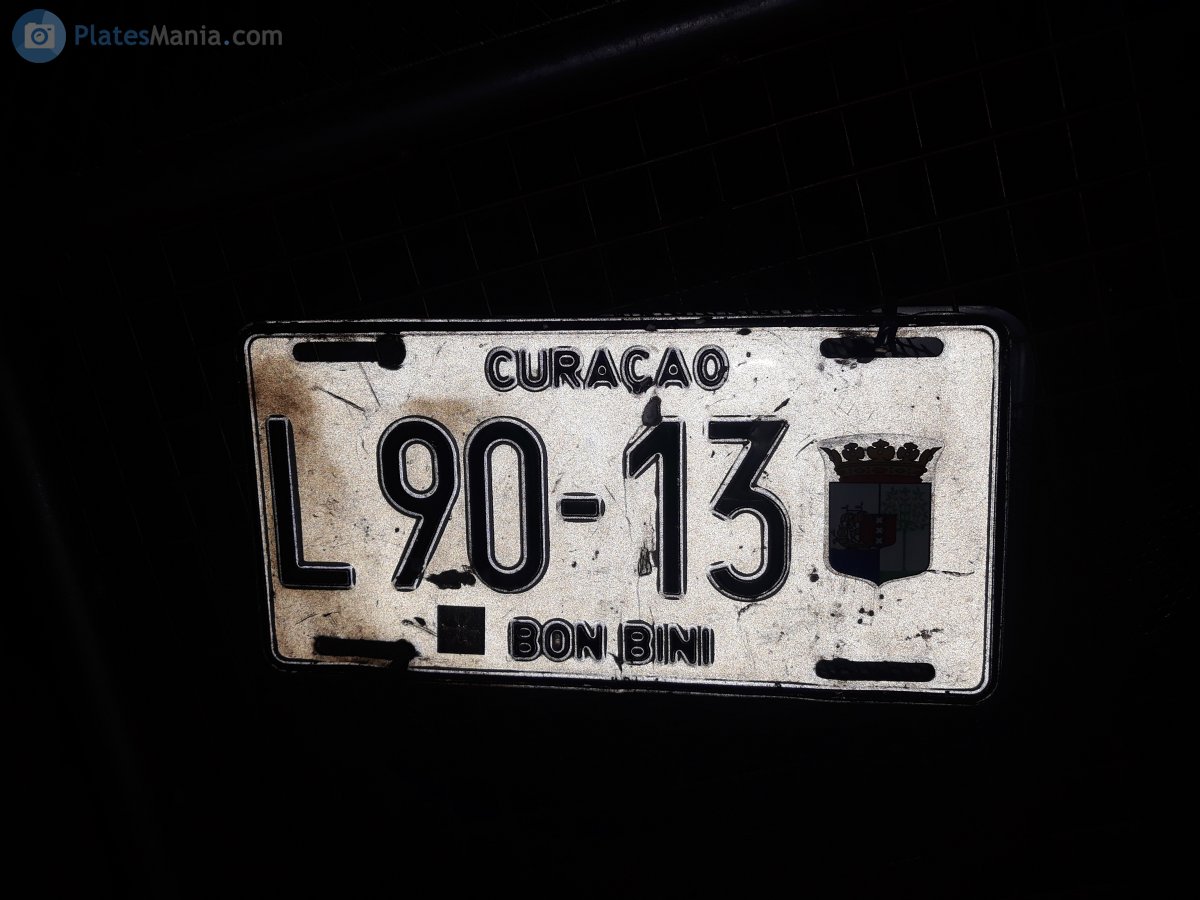 PlatesMania.com
CURAÇAO
L 90-13
BON BINI